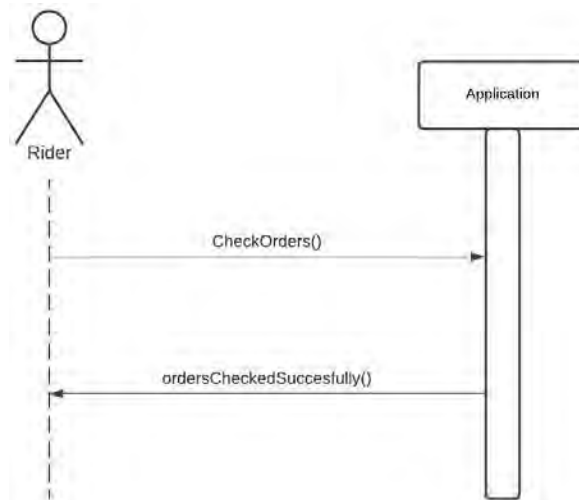 Application
Rider
CheckOrders()
ordersCheckedSuccesfully()